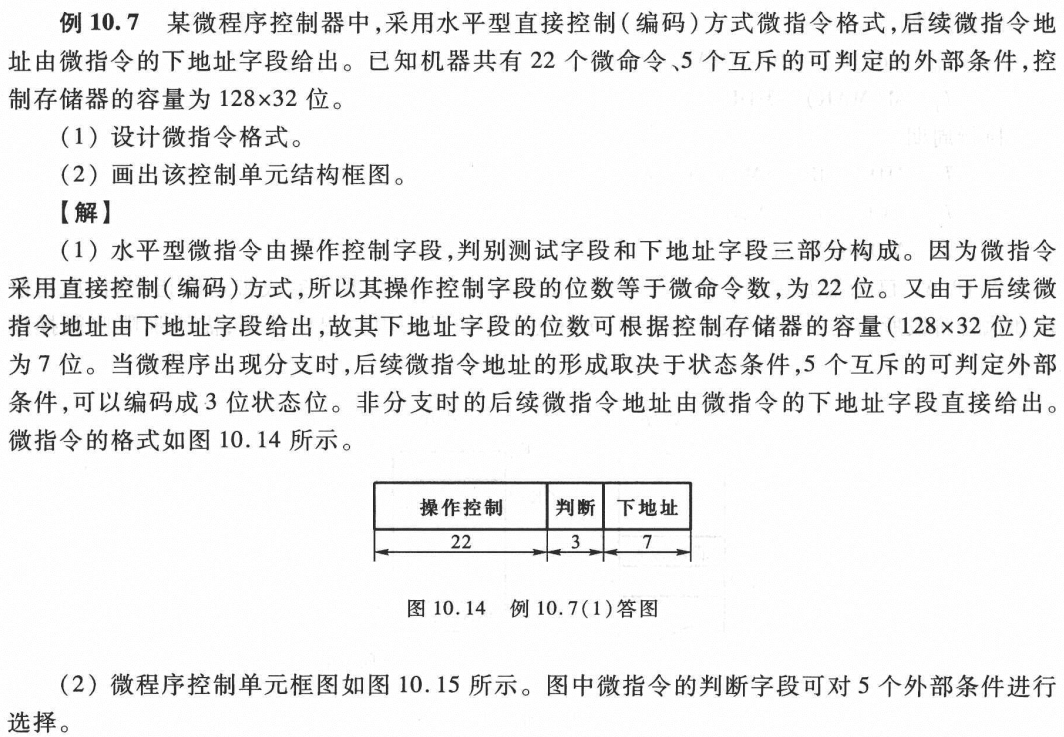 例 10.7 某微程序控制器中,采用水平型直接控制(编码)方式微指令格式,后续微指令地
址由微指令的下地址字段给出。已知机器共有 22 个微命令、5 个互斥的可判定的外部条件,控
制存储器的容量为 128×32 位。
(1) 设计微指令格式。
(2) 画出该控制单元结构框图。
【解】
(1) 水平型微指令由操作控制字段,判别测试字段和下地址字段三部分构成。因为微指令
采用直接控制(编码)方式,所以其操作控制字段的位数等于微命令数,为 22 位。又由于后续微
指令地址由下地址字段给出,故其下地址字段的位数可根据控制存储器的容量(128×32 位)定
为 7 位。当微程序出现分支时,后续微指令地址的形成取决于状态条件,5 个互斥的可判定外部
条件,可以编码成 3 位状态位。非分支时的后续微指令地址由微指令的下地址字段直接给出。
微指令的格式如图 10.14 所示。
操作控制 判断 下地址
22 3 7
图 10.14 例 10.7(1)答图
(2) 微程序控制单元框图如图 10.15 所示。图中微指令的判断字段可对 5 个外部条件进行
选择。